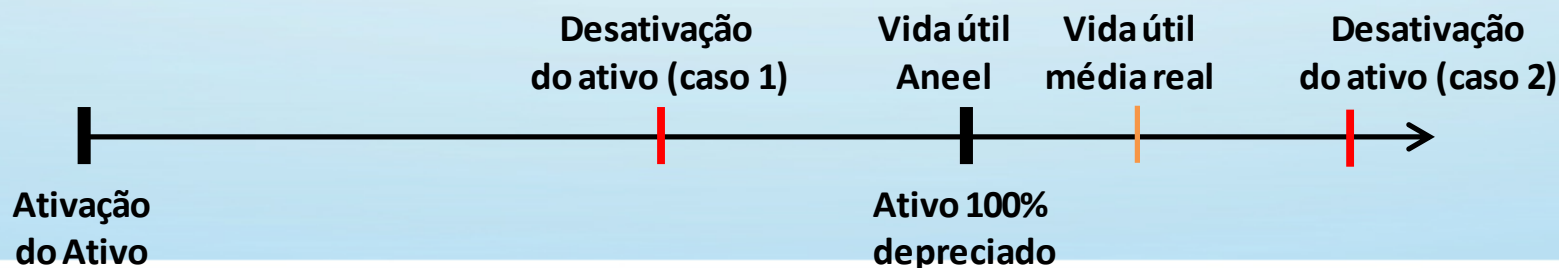 Desativação
do ativo (caso 1)
Vida útil
Aneel
Vida útil
média real
Desativação
do ativo (caso 2)
Ativação
do Ativo
Ativo 100%
depreciado